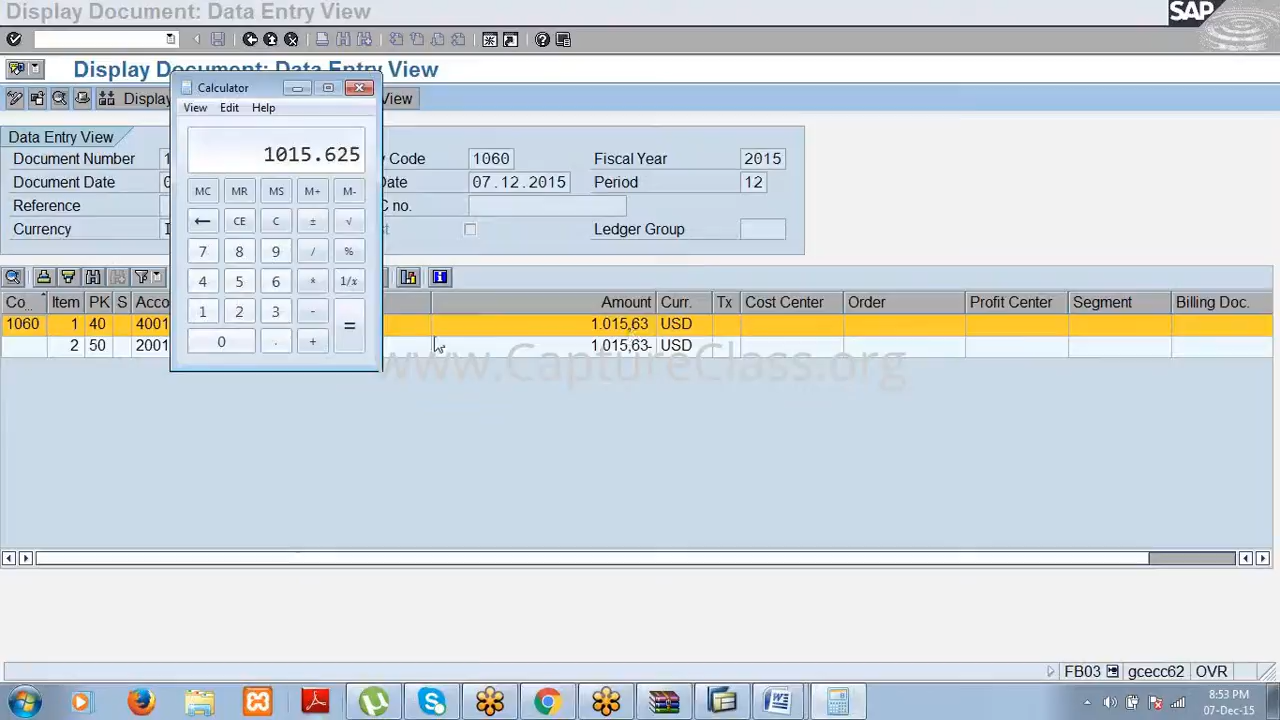 Display Document: Data Entry View
SAP
Display Document: Data Entry View
Display View
Calculator
View Edit Help
1015.625
MC MR MS M+ M-
← CE C ± √
7 8 9 / %
4 5 6 * 1/x
1 2 3 - =
0 . +
Data Entry View
Document Number 1 y Code 1060 Fiscal Year 2015
Document Date 0 Date 07.12.2015 Period 12
Reference C no.
Currency st Ledger Group
Co... Item PK S Acco Amount Curr. Tx Cost Center Order Profit Center Segment Billing Doc.
1060 1 40 4001 1.015,63 USD
2 50 2001 1.015,63- USD
www.CaptureClass.org
FB03 gcecc62 OVR
8:53 PM
07-Dec-15